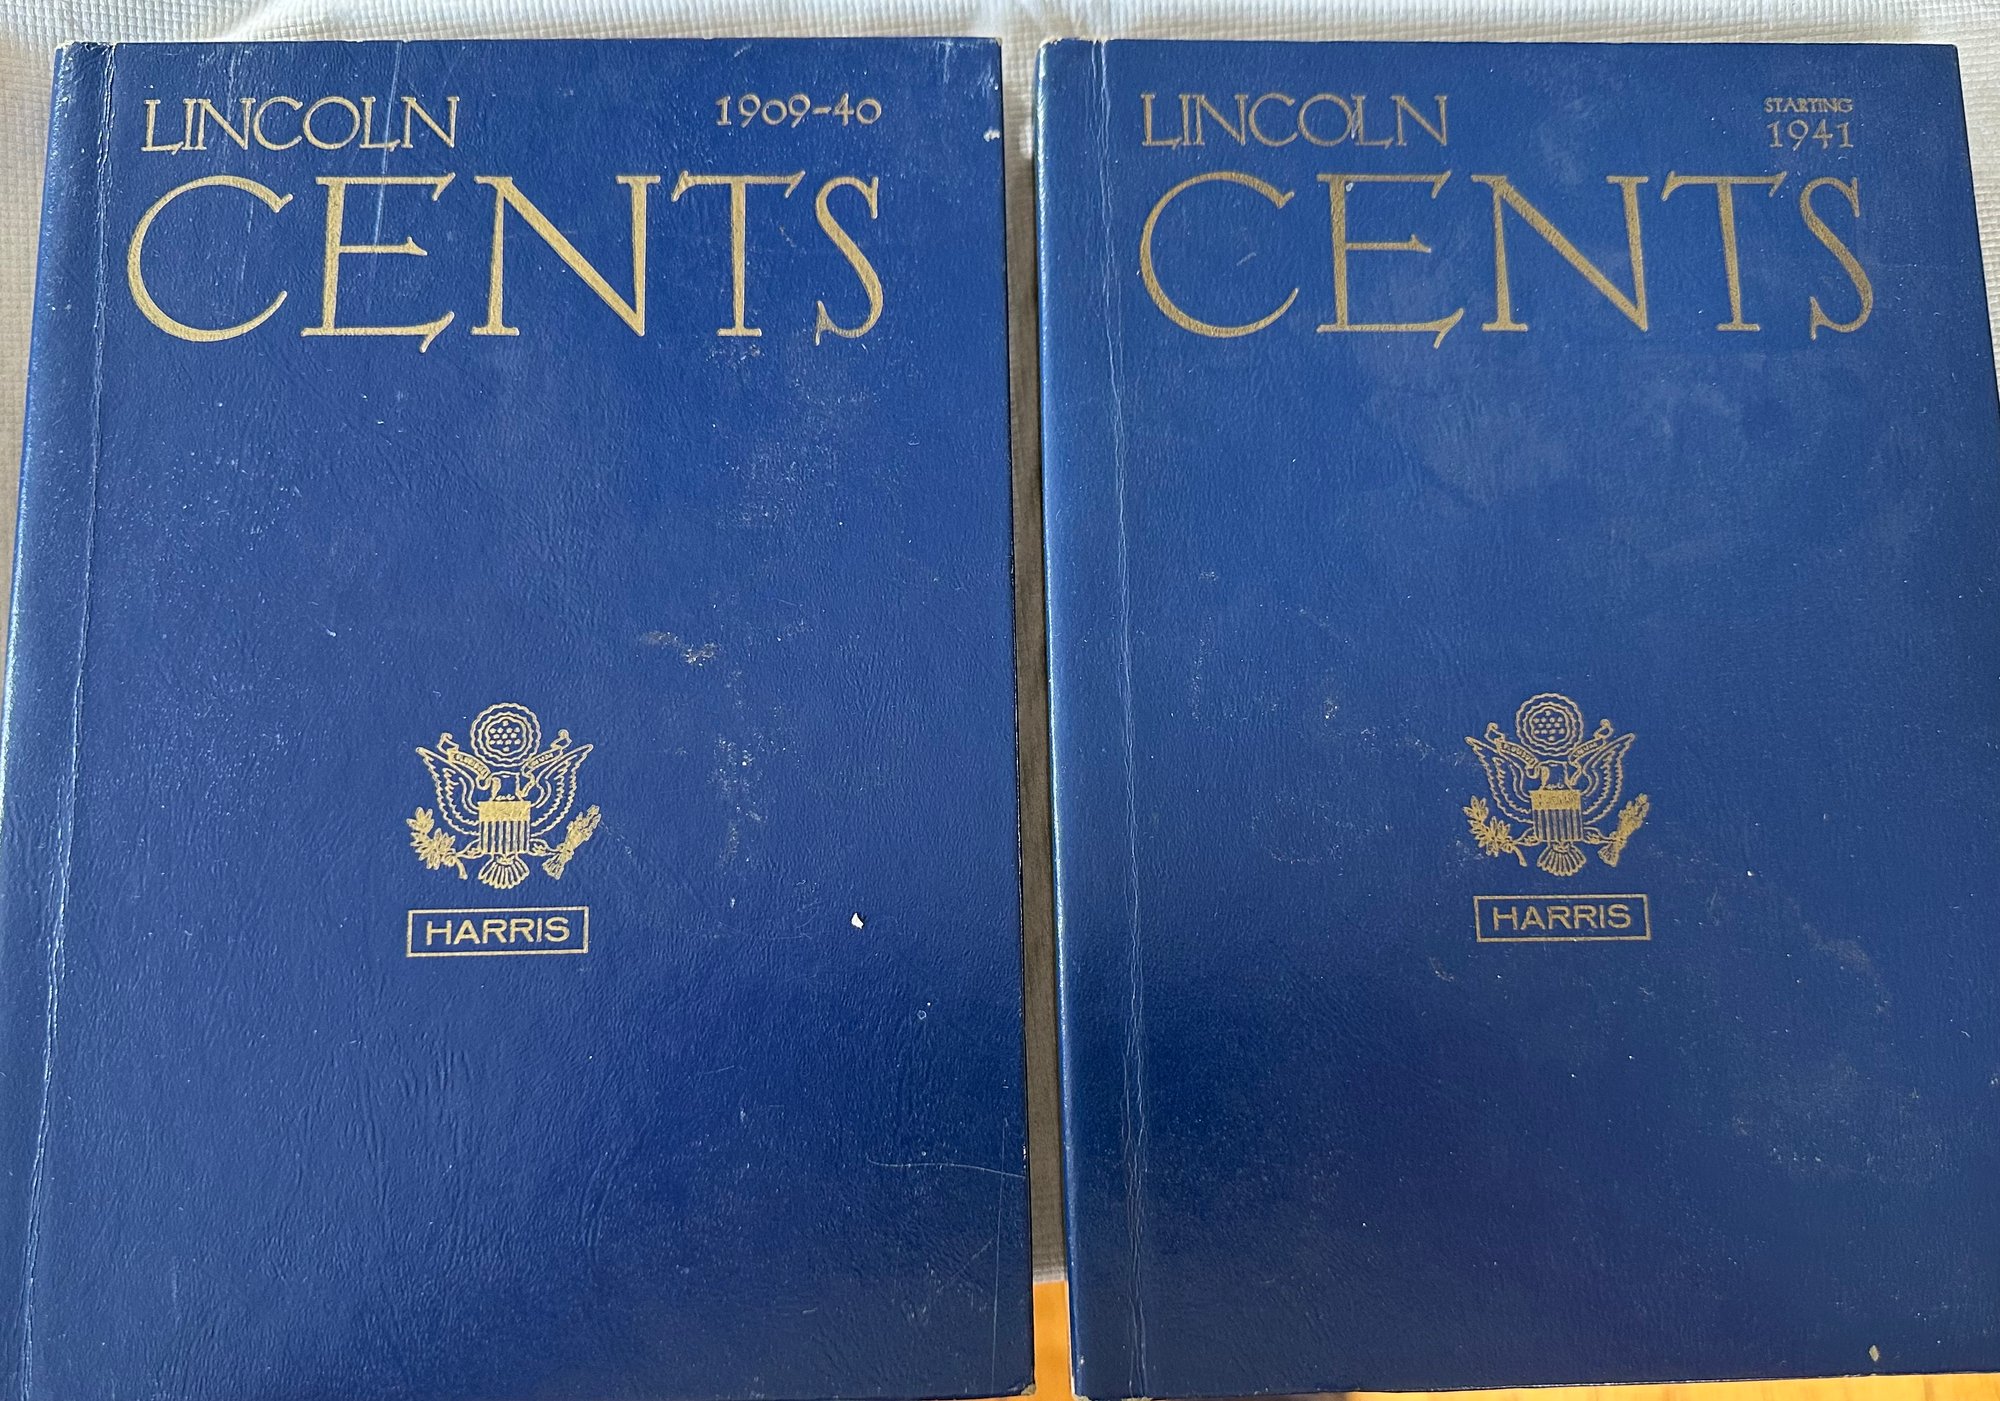 LINCOLN 1909-40
CENTS
HARRIS
LINCOLN STARTING
1941
CENTS
HARRIS